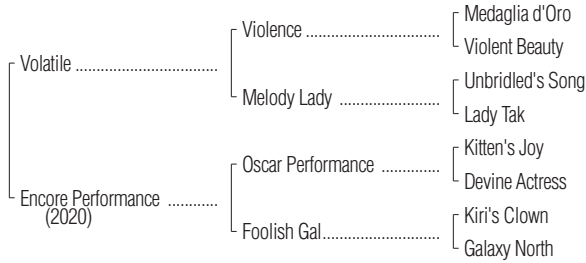 Medaglia d'Oro
Violence ........................................
Violent Beauty
Volatile ..........................................
Unbridled's Song
Melody Lady ..............................
Lady Tak
Kitten's Joy
Oscar Performance .................
Devine Actress
Encore Performance ...............
(2020)
Kiri's Clown
Foolish Gal...................................
Galaxy North